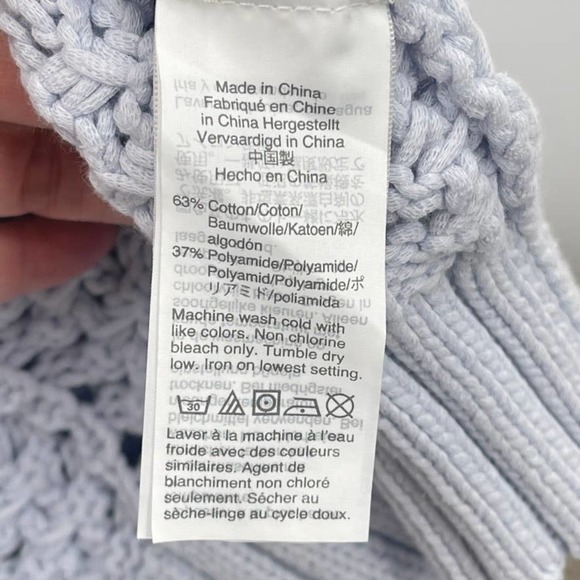 Made in China
Fabriqué en Chine
in China Hergestellt
Vervaardigd in China
中国製
Hecho en China
63% Cotton/Coton/
Baumwolle/Katoen/綿/
algodón
37% Polyamide/Polyamide/
Polyamid/Polyamide/ポ
リアミド/poliamida
Machine wash cold with
like colors. Non chlorine
bleach only. Tumble dry
low. Iron on lowest setting.
30
Laver à la machine à l'eau
froide avec des couleurs
similaires. Agent de
blanchiment non chloré
seulement. Sécher au
sèche-linge au cycle doux.